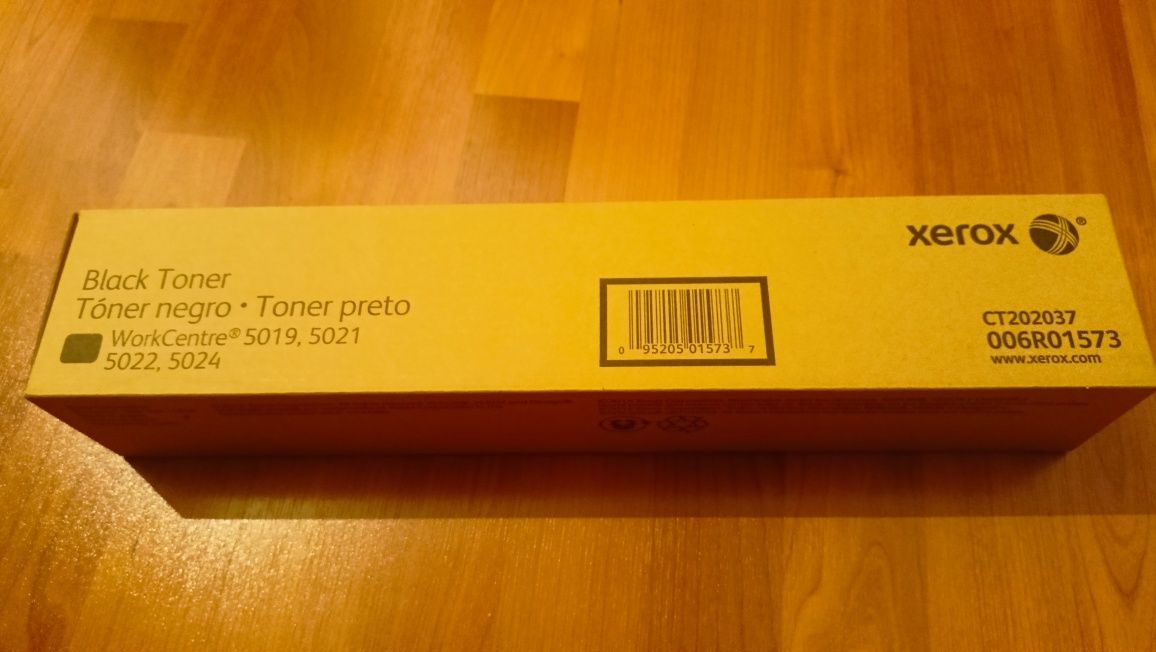 xerox ®
Black Toner
Tóner negro • Toner preto
WorkCentre® 5019, 5021
5022, 5024
0 95205 01573 7
CT202037
006R01573
www.xerox.com